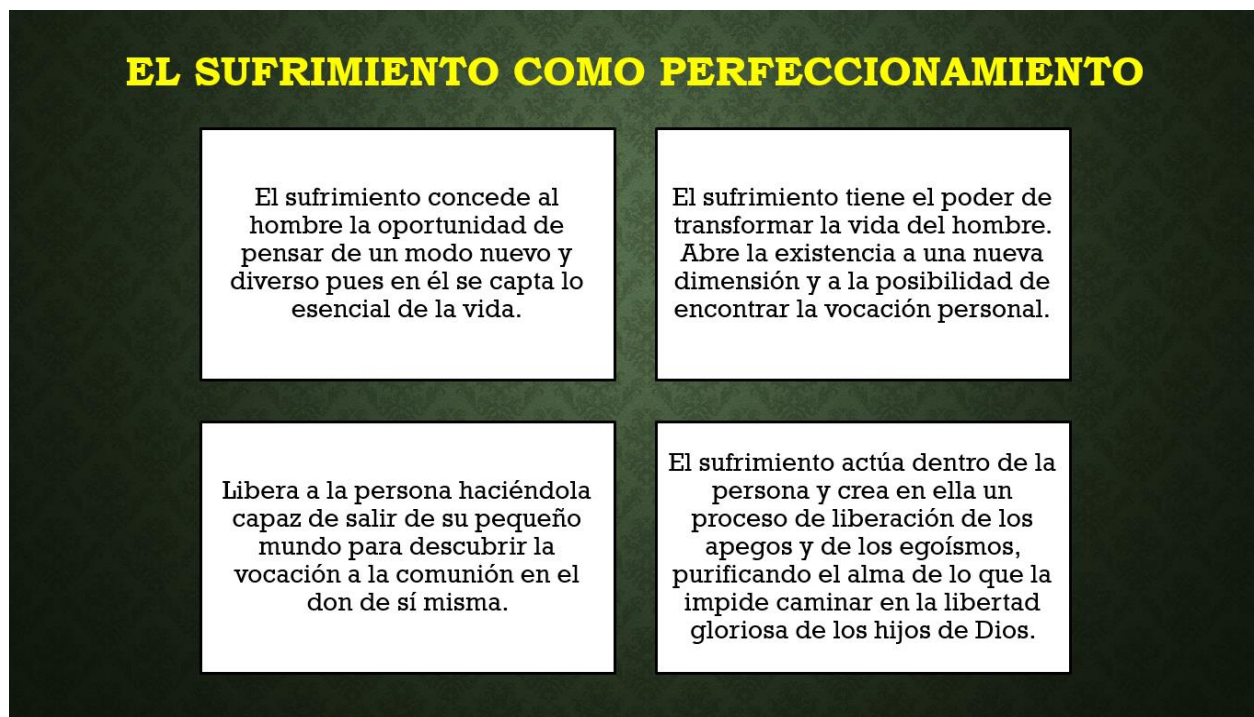 EL SUFRIMIENTO COMO PERFECCIONAMIENTO
El sufrimiento concede al
hombre la oportunidad de
pensar de un modo nuevo y
diverso pues en él se capta lo
esencial de la vida.
El sufrimiento tiene el poder de
transformar la vida del hombre.
Abre la existencia a una nueva
dimensión y a la posibilidad de
encontrar la vocación personal.
Libera a la persona haciéndola
capaz de salir de su pequeño
mundo para descubrir la
vocación a la comunión en el
don de sí misma.
El sufrimiento actúa dentro de la
persona y crea en ella un
proceso de liberación de los
apegos y de los egoísmos,
purificando el alma de lo que la
impide caminar en la libertad
gloriosa de los hijos de Dios.